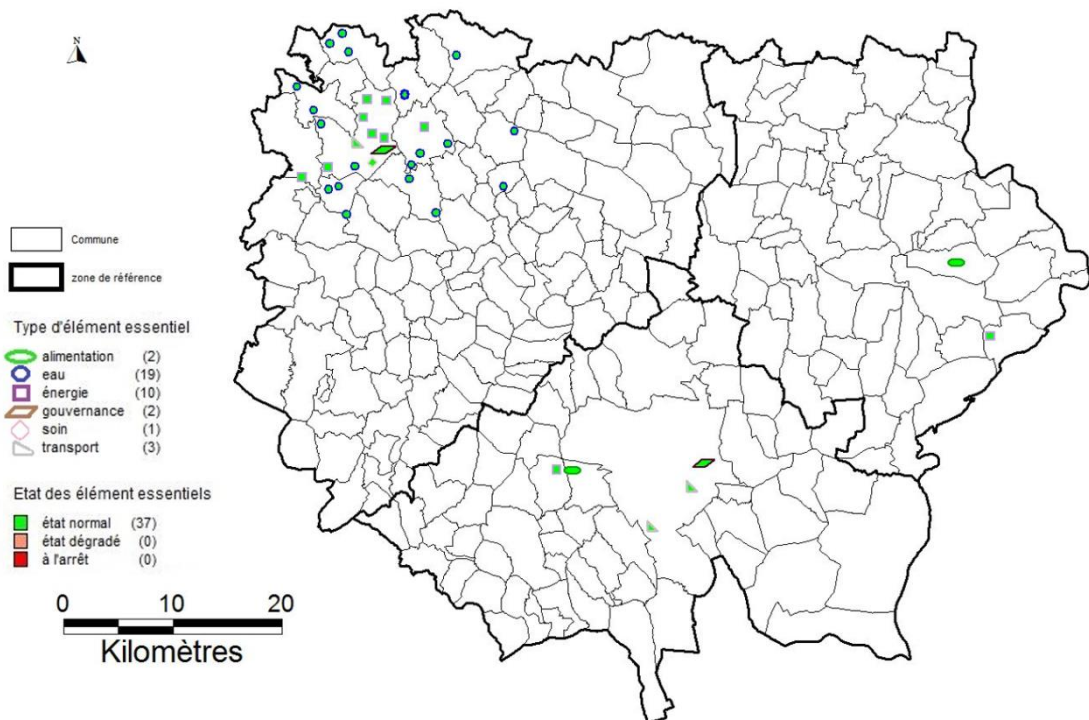 N
Commune
zone de référence
Type d'élément essentiel
alimentation (2)
eau (19)
énergie (10)
gouvernance (2)
soin (1)
transport (3)
Etat des élément essentiels
état normal (37)
état dégradé (0)
à l'arrêt (0)
0 10 20
Kilomètres